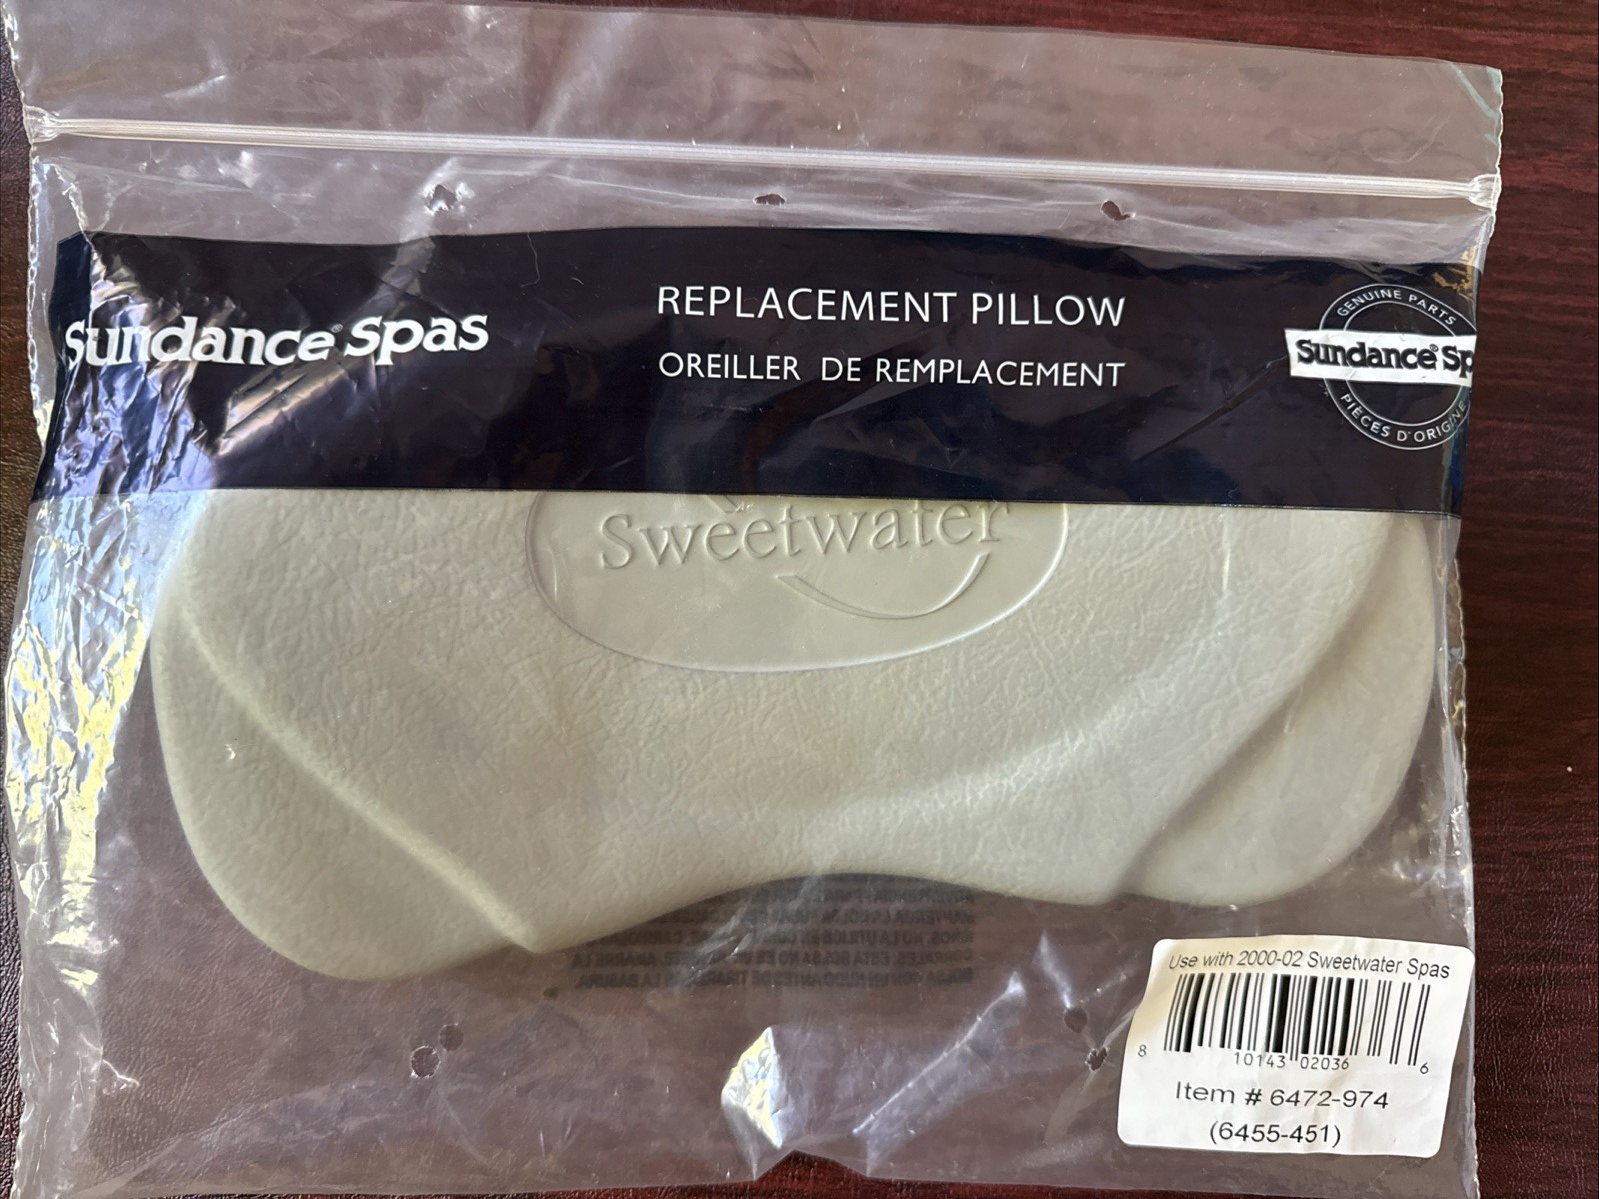 Sundance® Spas
REPLACEMENT PILLOW
OREILLER DE REMPLACEMENT
GENUINE PARTS
Sundance® Sp
PIÈCES D'ORIGINE
Sweetwater
Use with 2000-02 Sweetwater Spas
8 10143 02036 6
Item # 6472-974
(6455-451)